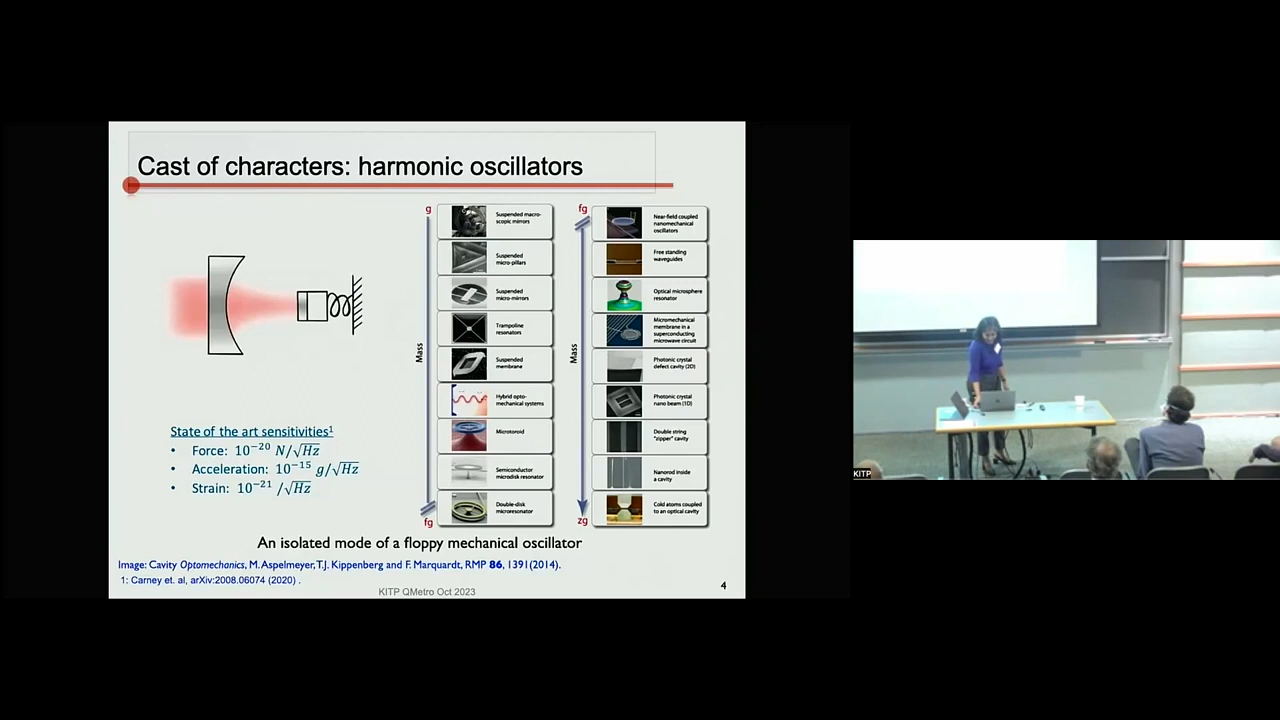 Cast of characters: harmonic oscillators
State of the art sensitivities¹
• Force: 10⁻²⁰ N/√Hz
• Acceleration: 10⁻¹⁵ g/√Hz
• Strain: 10⁻²¹ /√Hz
g
Mass
fg
Suspended macro-
scopic mirrors
Suspended
micro-pillars
Suspended
micro-mirrors
Trampoline
resonators
Suspended
membrane
Hybrid opto-
mechanical systems
Microtoroid
Semiconductor
microdisk resonator
Double-disk
microresonator
fg
Mass
zg
Near-field coupled
nanomechanical
oscillators
Free standing
waveguides
Optical microsphere
resonator
Micromechanical
membrane in a
superconducting
microwave circuit
Photonic crystal
defect cavity (2D)
Photonic crystal
nano beam (1D)
Double string
"zipper" cavity
Nanorod inside
a cavity
Cold atoms coupled
to an optical cavity
An isolated mode of a floppy mechanical oscillator
Image: Cavity Optomechanics, M. Aspelmeyer, T.J. Kippenberg and F. Marquardt, RMP 86, 1391(2014).
1: Carney et. al, arXiv:2008.06074 (2020) .
KITP QMetro Oct 2023
4
KITP